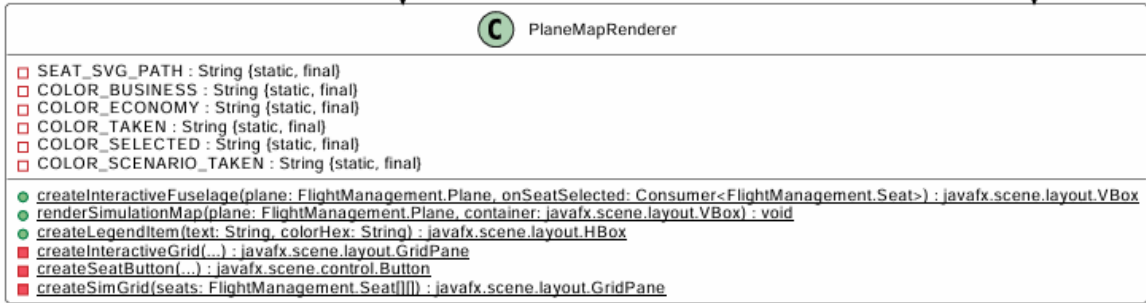 C PlaneMapRenderer
SEAT_SVG_PATH : String {static, final}
COLOR_BUSINESS : String {static, final}
COLOR_ECONOMY : String {static, final}
COLOR_TAKEN : String {static, final}
COLOR_SELECTED : String {static, final}
COLOR_SCENARIO_TAKEN : String {static, final}
createInteractiveFuselage(plane: FlightManagement.Plane, onSeatSelected: Consumer<FlightManagement.Seat>) : javafx.scene.layout.VBox
renderSimulationMap(plane: FlightManagement.Plane, container: javafx.scene.layout.VBox) : void
createLegendItem(text: String, colorHex: String) : javafx.scene.layout.HBox
createInteractiveGrid(...) : javafx.scene.layout.GridPane
createSeatButton(...) : javafx.scene.control.Button
createSimGrid(seats: FlightManagement.Seat[][]) : javafx.scene.layout.GridPane